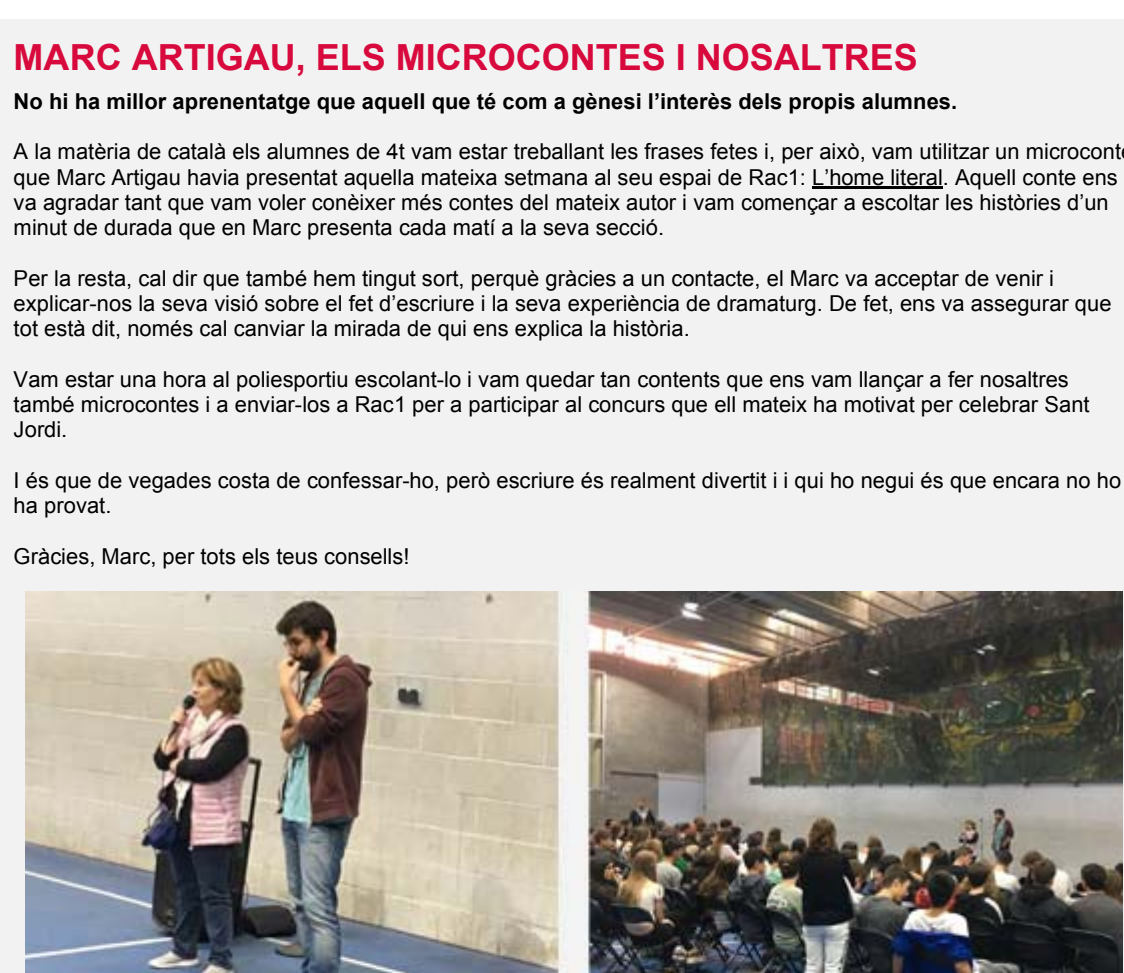 MARC ARTIGAU, ELS MICROCONTES I NOSALTRES
No hi ha millor aprenentatge que aquell que té com a gènesi l’interès dels propis alumnes.
A la matèria de català els alumnes de 4t vam estar treballant les frases fetes i, per això, vam utilitzar un microconte
que Marc Artigau havia presentat aquella mateixa setmana al seu espai de Rac1: L’home literal. Aquell conte ens
va agradar tant que vam voler conèixer més contes del mateix autor i vam començar a escoltar les històries d’un
minut de durada que en Marc presenta cada matí a la seva secció.
Per la resta, cal dir que també hem tingut sort, perquè gràcies a un contacte, el Marc va acceptar de venir i
explicar-nos la seva visió sobre el fet d’escriure i la seva experiència de dramaturg. De fet, ens va assegurar que
tot està dit, només cal canviar la mirada de qui ens explica la història.
Vam estar una hora al poliesportiu escolant-lo i vam quedar tan contents que ens vam llançar a fer nosaltres
també microcontes i a enviar-los a Rac1 per a participar al concurs que ell mateix ha motivat per celebrar Sant
Jordi.
I és que de vegades costa de confessar-ho, però escriure és realment divertit i i qui ho negui és que encara no ho
ha provat.
Gràcies, Marc, per tots els teus consells!